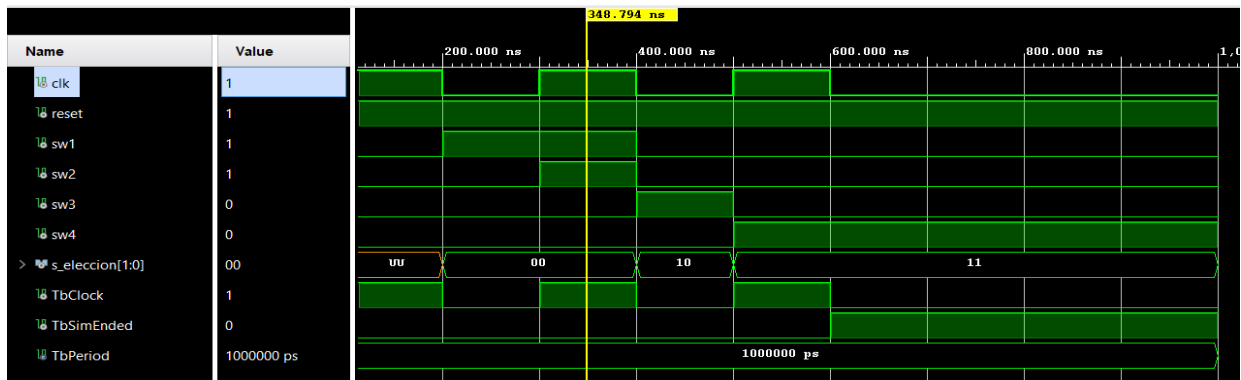 348.794 ns
Name Value
200.000 ns 400.000 ns 600.000 ns 800.000 ns 1,0
clk 1
reset 1
sw1 1
sw2 1
sw3 0
sw4 0
s_eleccion[1:0] 00 UU 00 10 11
TbClock 1
TbSimEnded 0
TbPeriod 1000000 ps 1000000 ps